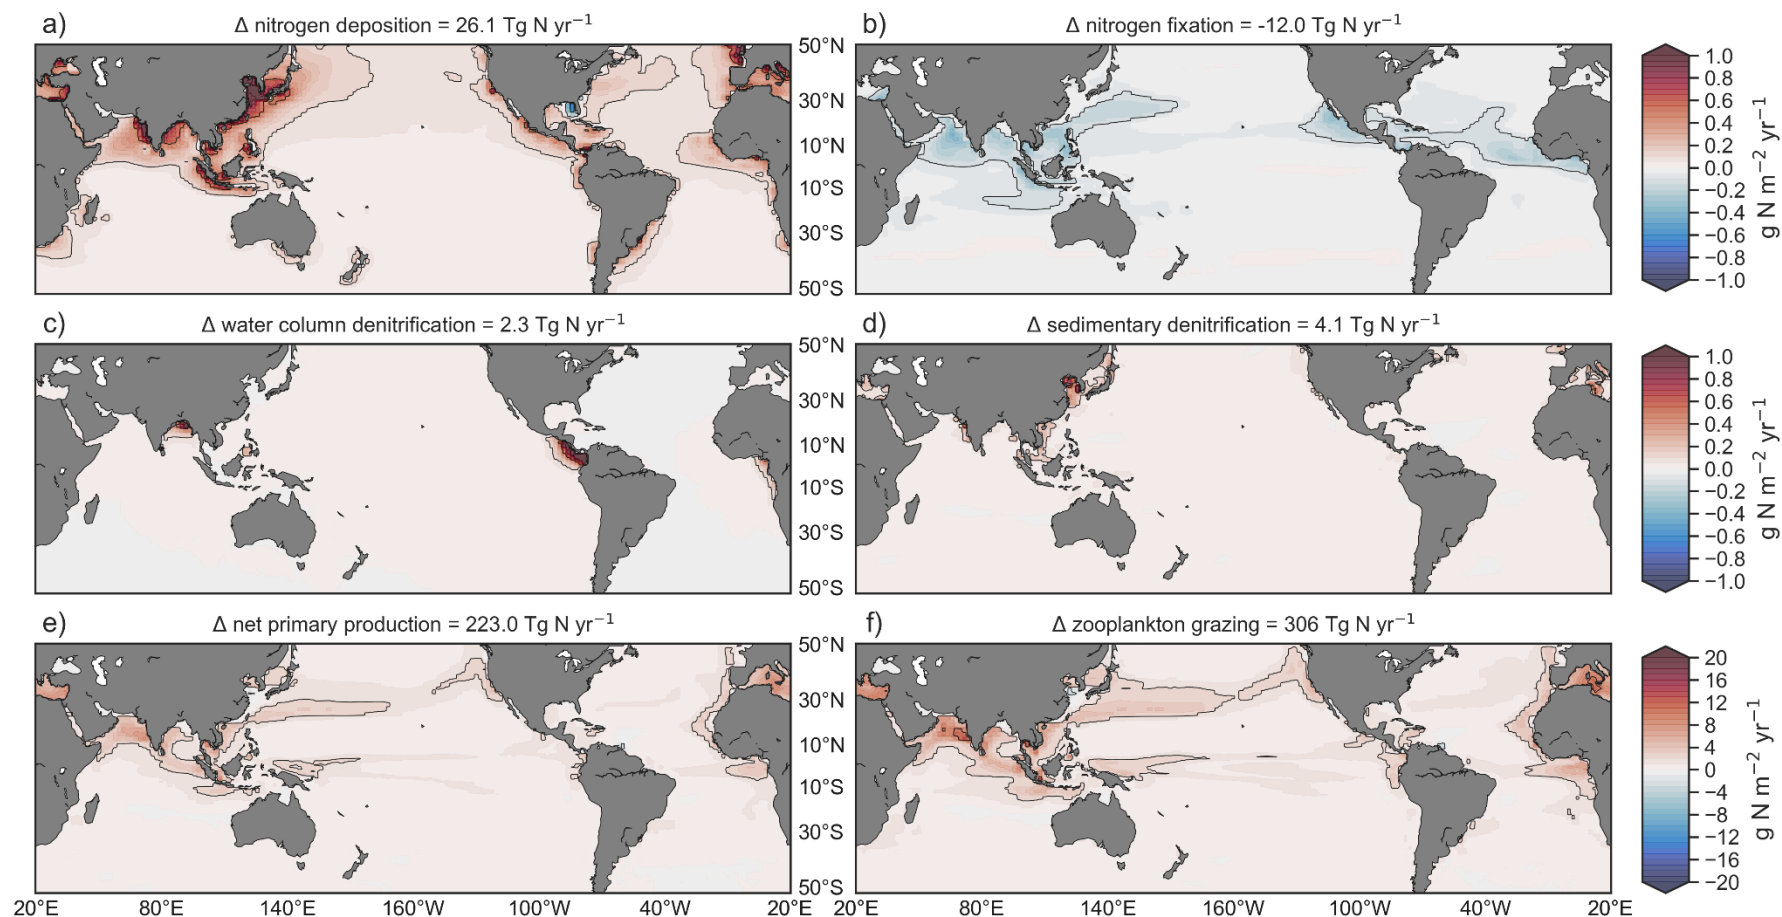 a) Δ nitrogen deposition = 26.1 Tg N yr⁻¹
b) Δ nitrogen fixation = -12.0 Tg N yr⁻¹
50°N
30°N
10°N
10°S
30°S
50°S
1.0
0.8
0.6
0.4
0.2
0.0
−0.2
−0.4
−0.6
−0.8
−1.0
g N m⁻² yr⁻¹
c) Δ water column denitrification = 2.3 Tg N yr⁻¹
d) Δ sedimentary denitrification = 4.1 Tg N yr⁻¹
50°N
30°N
10°N
10°S
30°S
50°S
1.0
0.8
0.6
0.4
0.2
0.0
−0.2
−0.4
−0.6
−0.8
−1.0
g N m⁻² yr⁻¹
e) Δ net primary production = 223.0 Tg N yr⁻¹
f) Δ zooplankton grazing = 306 Tg N yr⁻¹
50°N
30°N
10°N
10°S
30°S
50°S
20
16
12
8
4
0
−4
−8
−12
−16
−20
g N m⁻² yr⁻¹
20°E 80°E 140°E 160°W 100°W 40°W 20°E
20°E 80°E 140°E 160°W 100°W 40°W 20°E